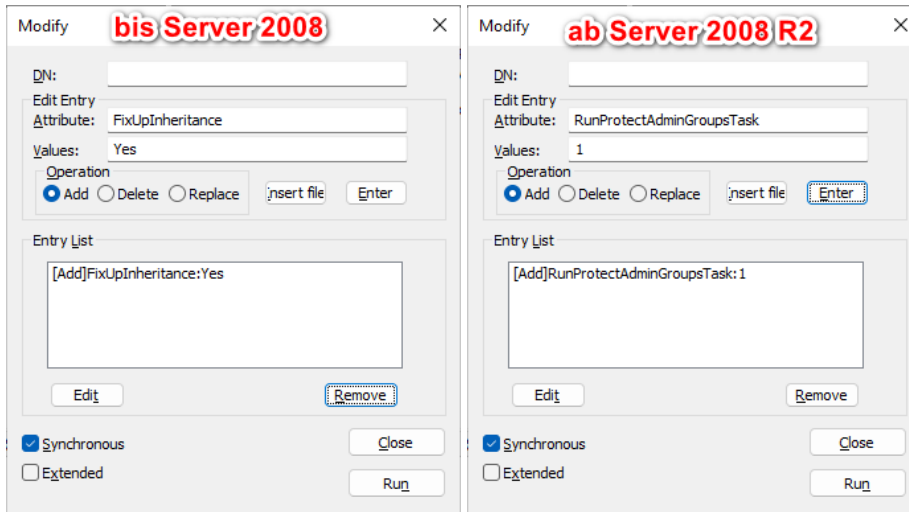 Modify bis Server 2008
DN:
Edit Entry
Attribute: FixUpInheritance
Values: Yes
Operation
Add Delete Replace Insert file Enter
Entry List
[Add]FixUpInheritance:Yes
Edit Remove
Synchronous Close
Extended
Run
Modify ab Server 2008 R2
DN:
Edit Entry
Attribute: RunProtectAdminGroupsTask
Values: 1
Operation
Add Delete Replace Insert file Enter
Entry List
[Add]RunProtectAdminGroupsTask:1
Edit Remove
Synchronous Close
Extended
Run